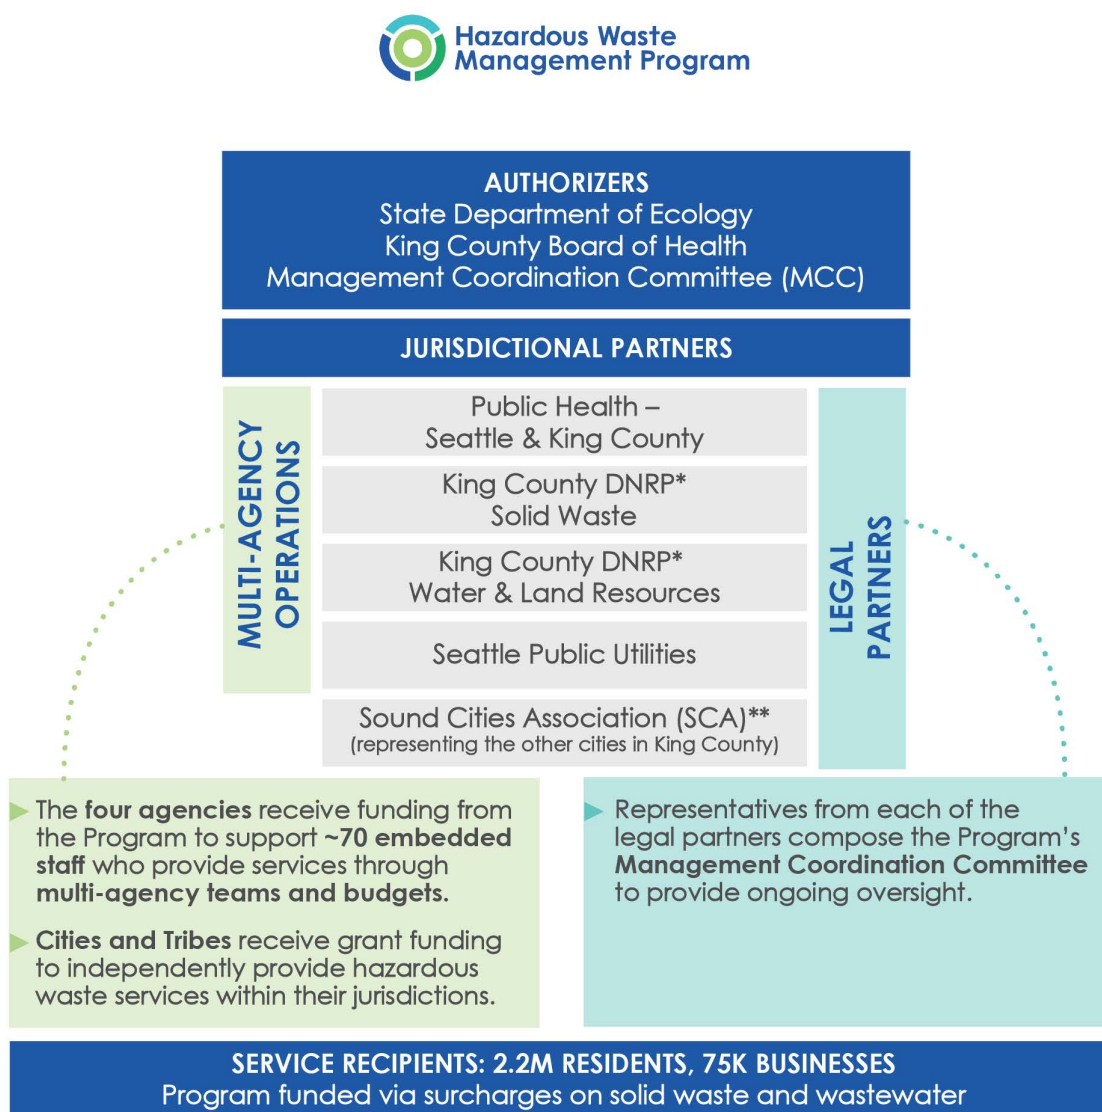 Hazardous Waste
Management Program
AUTHORIZERS
State Department of Ecology
King County Board of Health
Management Coordination Committee (MCC)
JURISDICTIONAL PARTNERS
MULTI-AGENCY
OPERATIONS
Public Health –
Seattle & King County
King County DNRP*
Solid Waste
King County DNRP*
Water & Land Resources
Seattle Public Utilities
Sound Cities Association (SCA)**
(representing the other cities in King County)
LEGAL
PARTNERS
The four agencies receive funding from
the Program to support ~70 embedded
staff who provide services through
multi-agency teams and budgets.
Cities and Tribes receive grant funding
to independently provide hazardous
waste services within their jurisdictions.
Representatives from each of the
legal partners compose the Program's
Management Coordination Committee
to provide ongoing oversight.
SERVICE RECIPIENTS: 2.2M RESIDENTS, 75K BUSINESSES
Program funded via surcharges on solid waste and wastewater